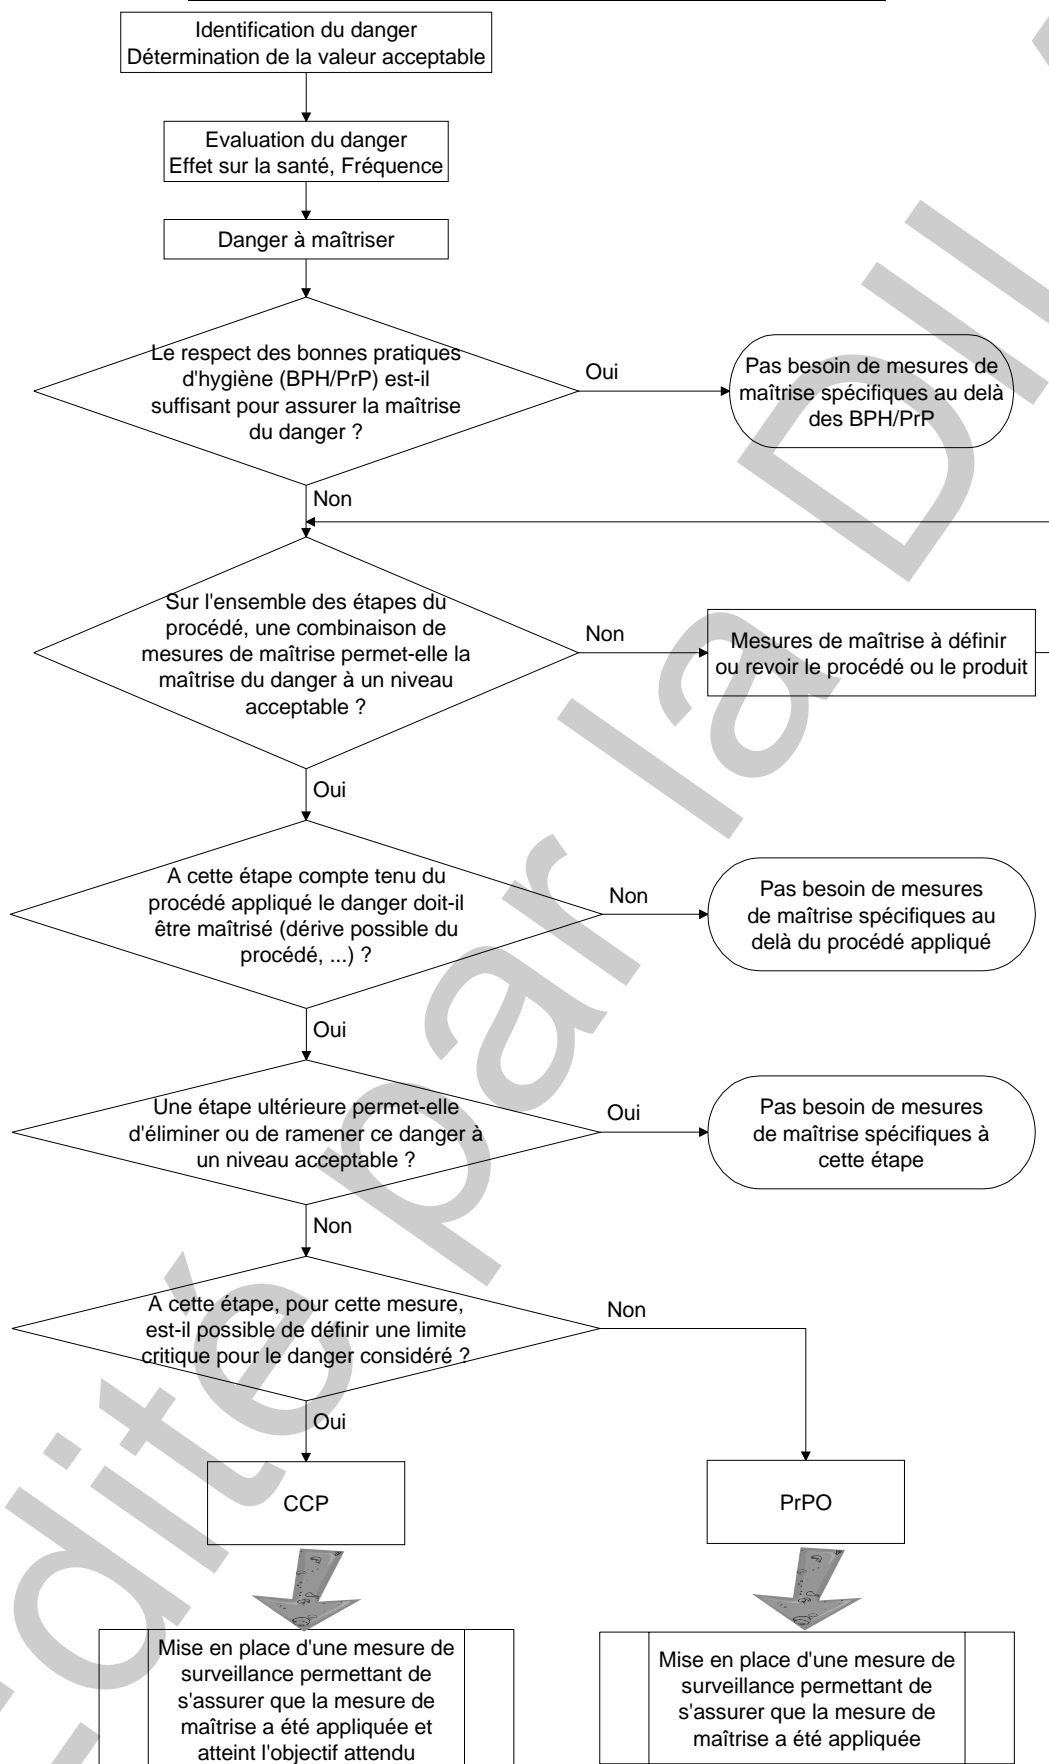 Identification du danger
Détermination de la valeur acceptable
Evaluation du danger
Effet sur la santé, Fréquence
Danger à maîtriser
Le respect des bonnes pratiques
d'hygiène (BPH/PrP) est-il
suffisant pour assurer la maîtrise
du danger ?
Oui
Pas besoin de mesures de
maîtrise spécifiques au delà
des BPH/PrP
Non
Sur l'ensemble des étapes du
procédé, une combinaison de
mesures de maîtrise permet-elle la
maîtrise du danger à un niveau
acceptable ?
Non
Mesures de maîtrise à définir
ou revoir le procédé ou le produit
Oui
A cette étape compte tenu du
procédé appliqué le danger doit-il
être maîtrisé (dérive possible du
procédé, ...) ?
Non
Pas besoin de mesures
de maîtrise spécifiques au
delà du procédé appliqué
Oui
Une étape ultérieure permet-elle
d'éliminer ou de ramener ce danger à
un niveau acceptable ?
Oui
Pas besoin de mesures
de maîtrise spécifiques à
cette étape
Non
A cette étape, pour cette mesure,
est-il possible de définir une limite
critique pour le danger considéré ?
Non
Oui
CCP
PrPO
Mise en place d'une mesure de
surveillance permettant de
s'assurer que la mesure de
maîtrise a été appliquée et
atteint l'objectif attendu
Mise en place d'une mesure de
surveillance permettant de
s'assurer que la mesure de
maîtrise a été appliquée
dité par la DIL